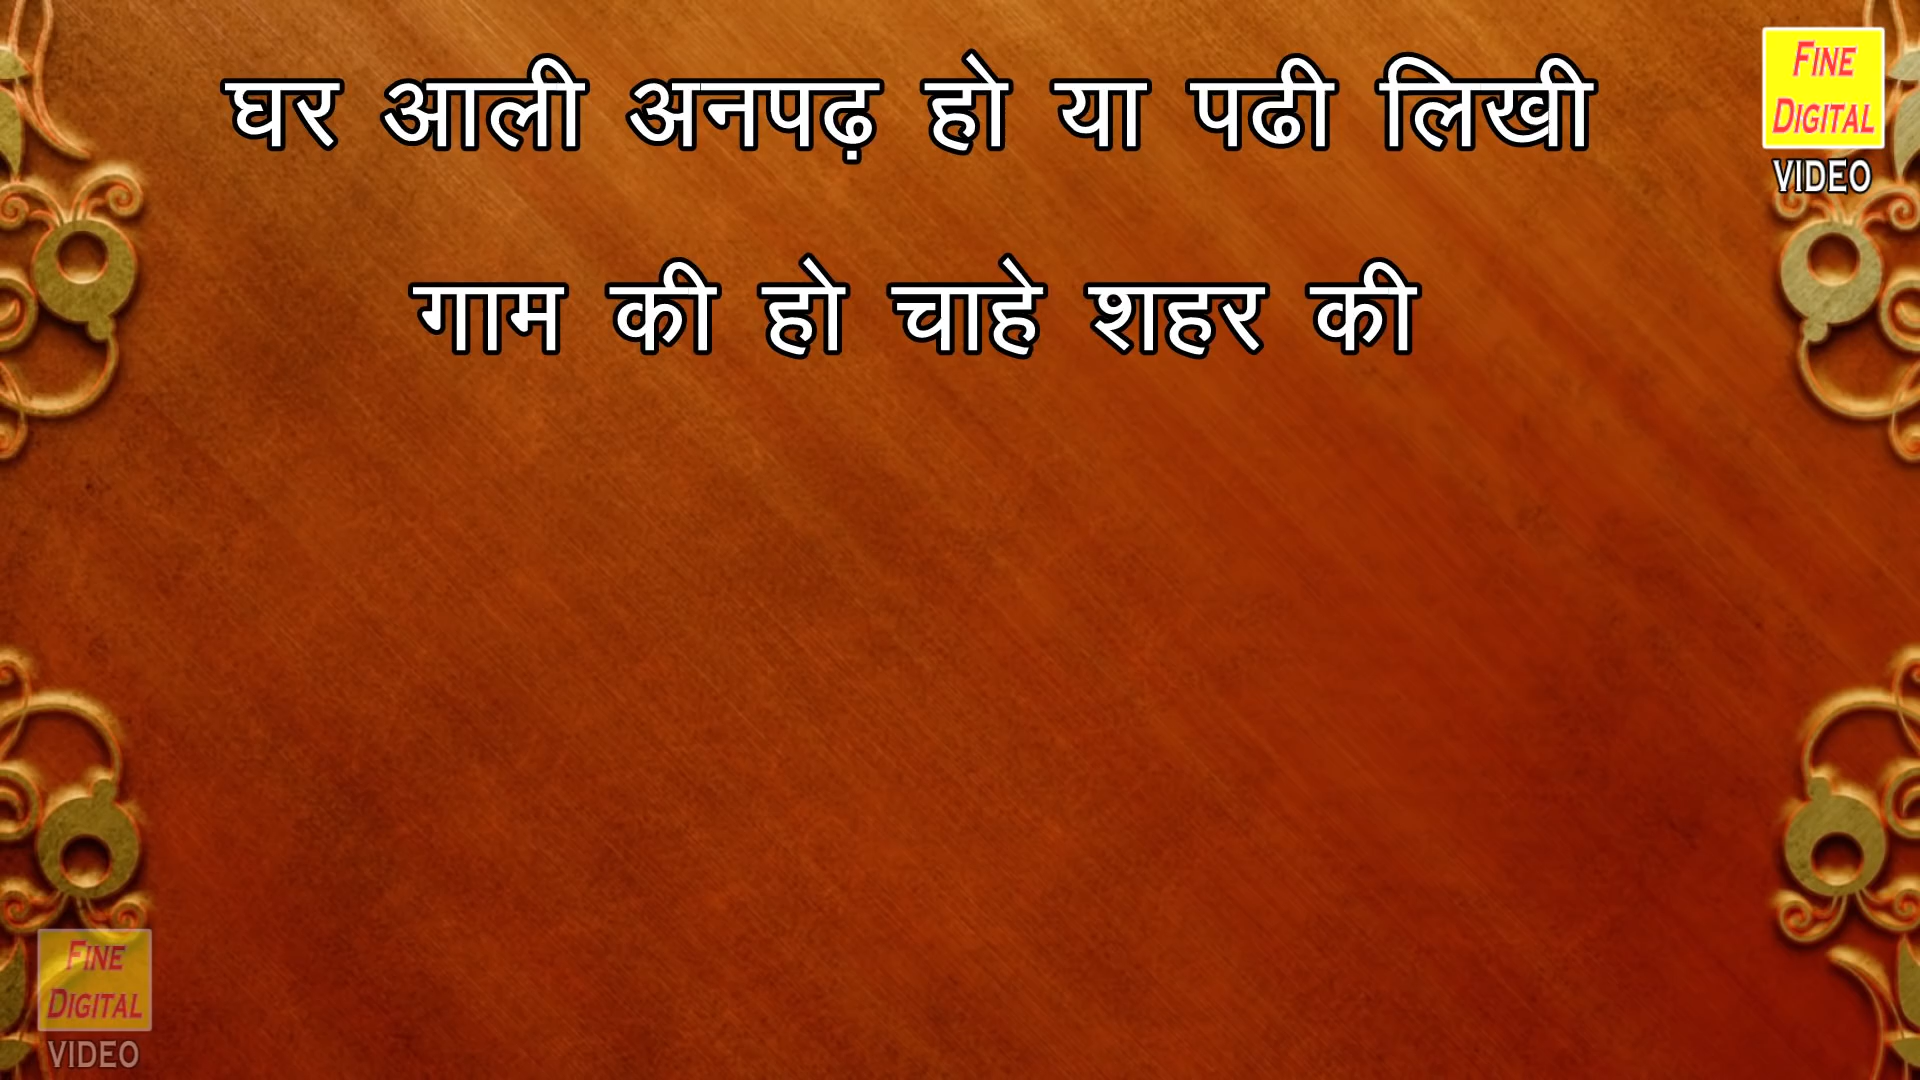 घर आली अनपढ़ हो या पढी लिखी
गाम की हो चाहे शहर की
FINE
DIGITAL
VIDEO
FINE
DIGITAL
VIDEO